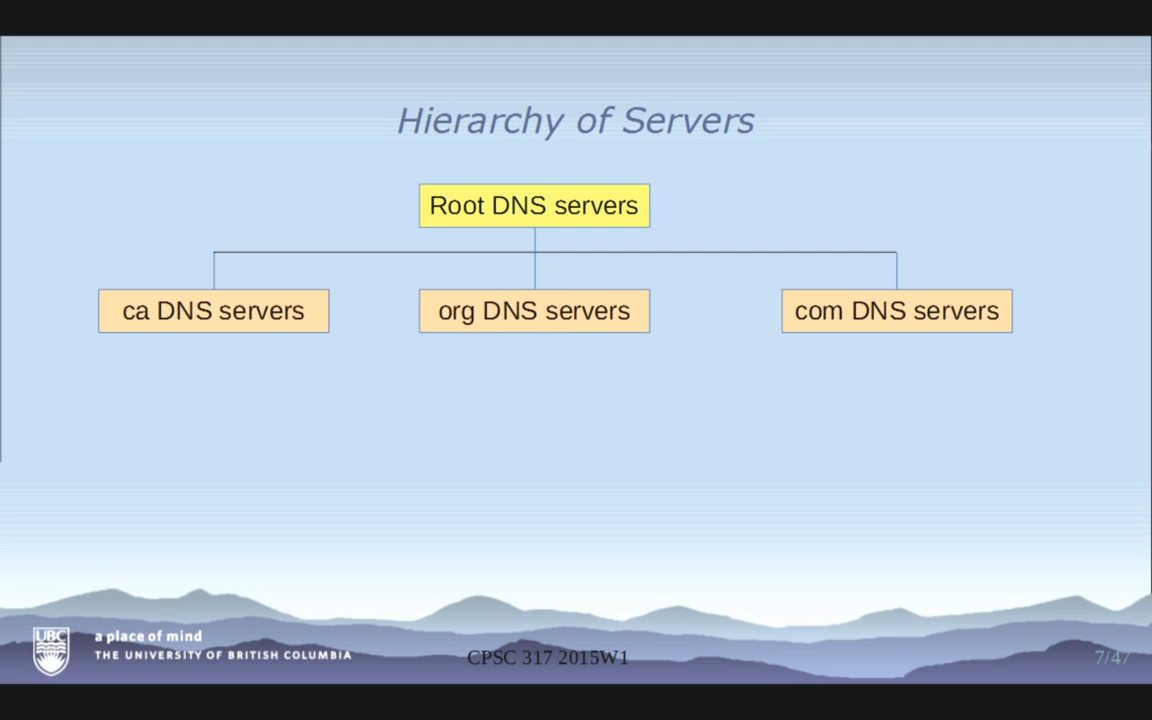 Hierarchy of Servers
Root DNS servers
ca DNS servers
org DNS servers
com DNS servers
UBC
a place of mind
THE UNIVERSITY OF BRITISH COLUMBIA
CPSC 317 2015W1
7/47